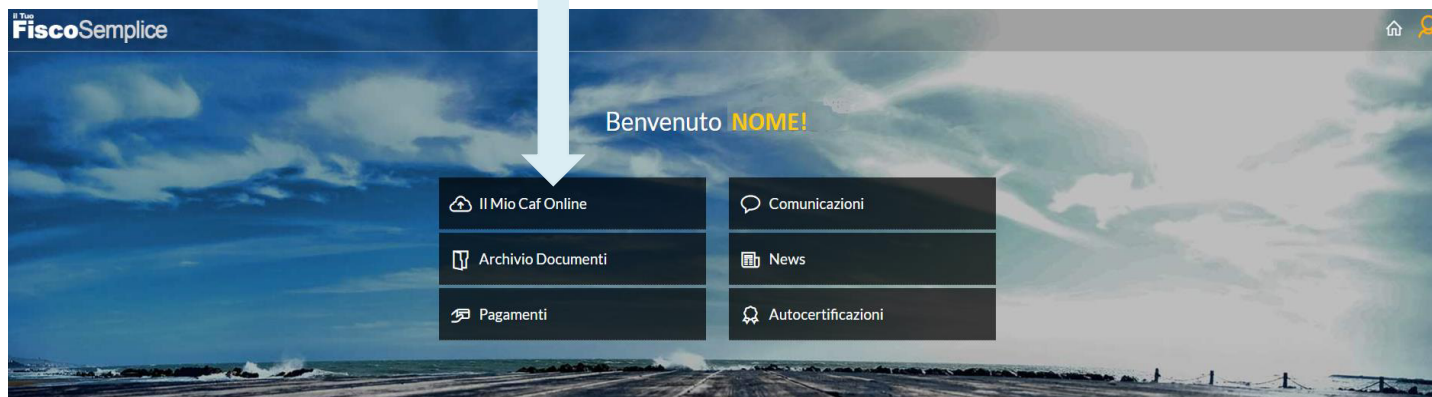 il Tuo
FiscoSemplice
Benvenuto NOME!
Il Mio Caf Online
Archivio Documenti
Pagamenti
Comunicazioni
News
Autocertificazioni